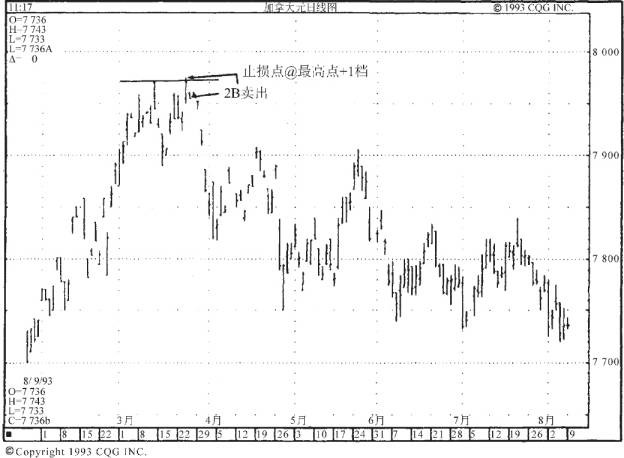 11:17 加拿大元日线图 © 1993 CQG INC.
O=7 736
H=7 743
L=7 733
L=7 736A
Δ= 0
8 000
止损点@最高点+1档
2B卖出
7 900
7 800
7 700
8/ 9/93
O=7 736
H=7 743
L=7 733
C=7 736b
3月 4月 5月 6月 7月 8月
1 8 15 22 1 8 15 22 29 5 12 19 26 3 10 17 24 31 7 14 21 28 5 12 19 26 2 9
©Copyright 1993 CQG INC.